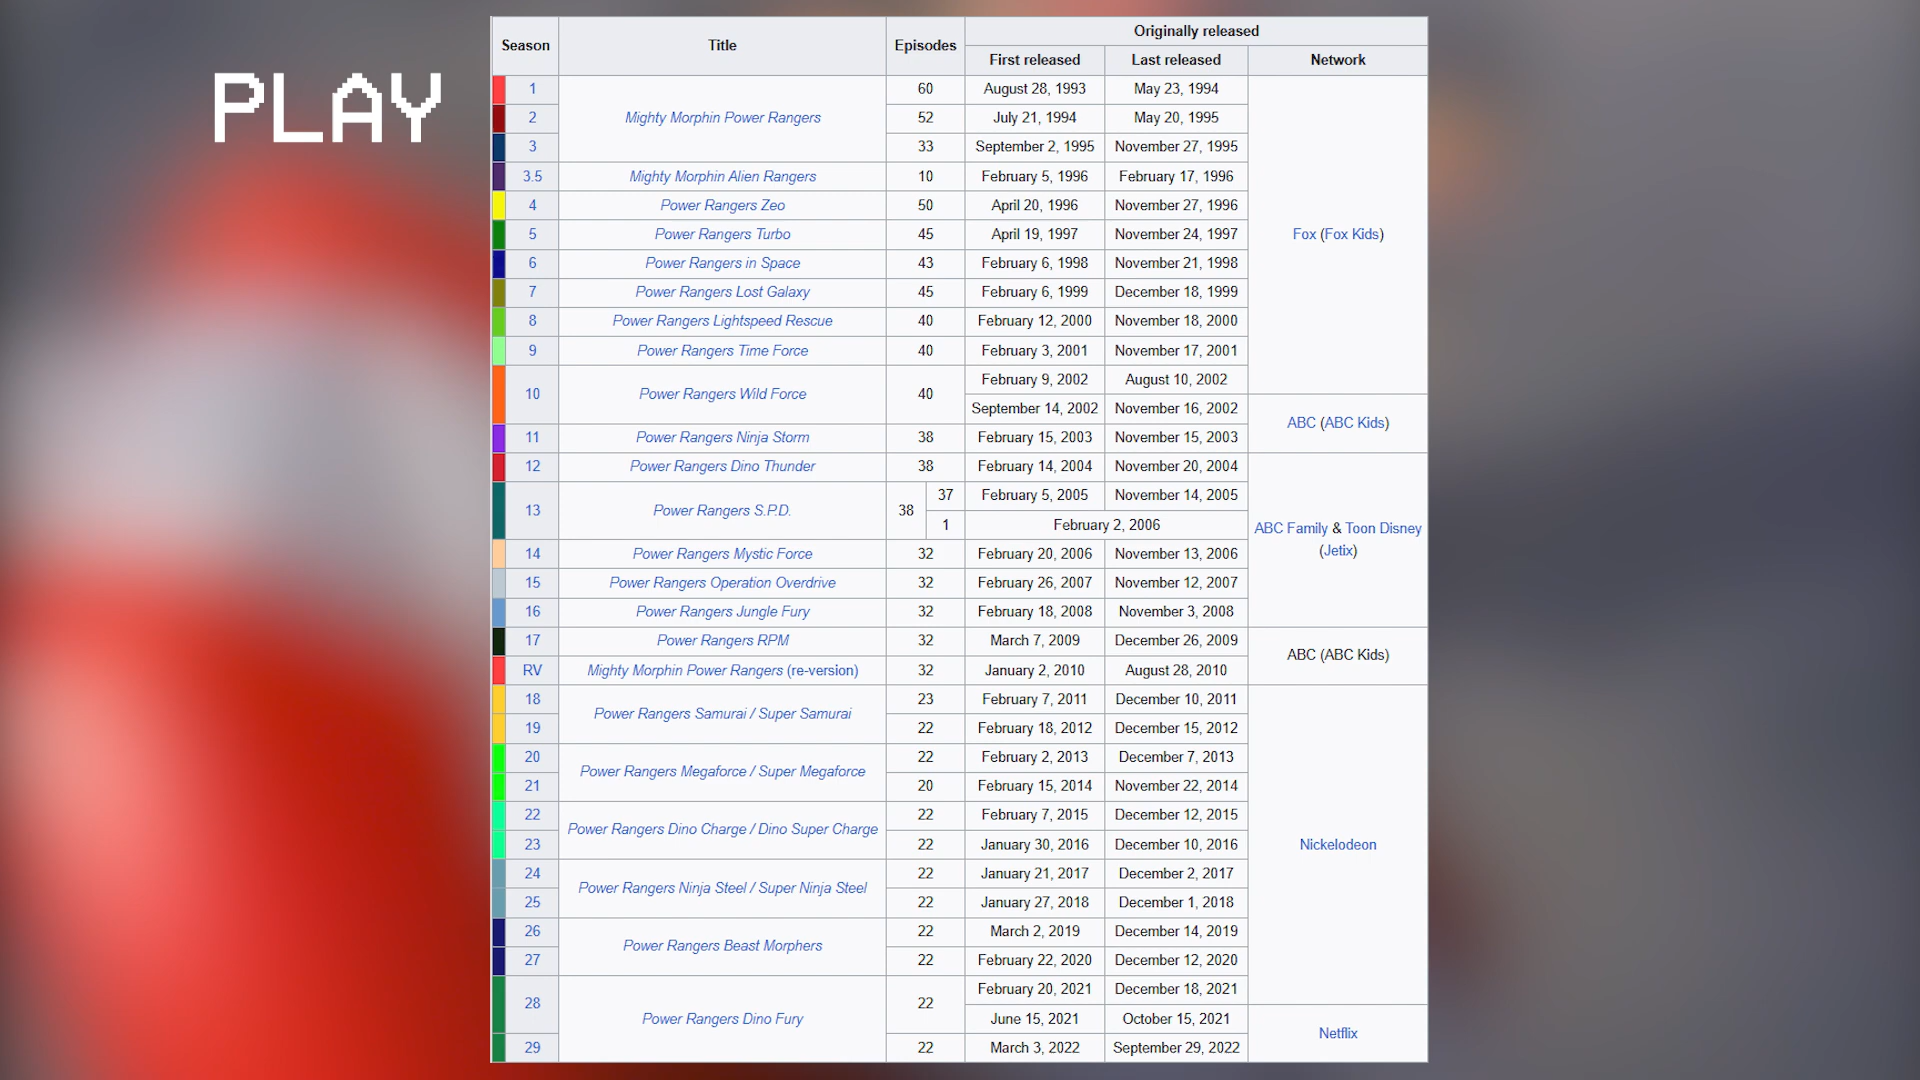 PLAY
Season Title Episodes Originally released
First released Last released Network
1 Mighty Morphin Power Rangers 60 August 28, 1993 May 23, 1994 Fox (Fox Kids)
2 52 July 21, 1994 May 20, 1995
3 33 September 2, 1995 November 27, 1995
3.5 Mighty Morphin Alien Rangers 10 February 5, 1996 February 17, 1996
4 Power Rangers Zeo 50 April 20, 1996 November 27, 1996
5 Power Rangers Turbo 45 April 19, 1997 November 24, 1997
6 Power Rangers in Space 43 February 6, 1998 November 21, 1998
7 Power Rangers Lost Galaxy 45 February 6, 1999 December 18, 1999
8 Power Rangers Lightspeed Rescue 40 February 12, 2000 November 18, 2000
9 Power Rangers Time Force 40 February 3, 2001 November 17, 2001
10 Power Rangers Wild Force 40 February 9, 2002 August 10, 2002
September 14, 2002 November 16, 2002 ABC (ABC Kids)
11 Power Rangers Ninja Storm 38 February 15, 2003 November 15, 2003
12 Power Rangers Dino Thunder 38 February 14, 2004 November 20, 2004 ABC Family & Toon Disney
(Jetix)
13 Power Rangers S.P.D. 38 37 February 5, 2005 November 14, 2005
1 February 2, 2006
14 Power Rangers Mystic Force 32 February 20, 2006 November 13, 2006
15 Power Rangers Operation Overdrive 32 February 26, 2007 November 12, 2007
16 Power Rangers Jungle Fury 32 February 18, 2008 November 3, 2008
17 Power Rangers RPM 32 March 7, 2009 December 26, 2009 ABC (ABC Kids)
RV Mighty Morphin Power Rangers (re-version) 32 January 2, 2010 August 28, 2010
18 Power Rangers Samurai / Super Samurai 23 February 7, 2011 December 10, 2011 Nickelodeon
19 22 February 18, 2012 December 15, 2012
20 Power Rangers Megaforce / Super Megaforce 22 February 2, 2013 December 7, 2013
21 20 February 15, 2014 November 22, 2014
22 Power Rangers Dino Charge / Dino Super Charge 22 February 7, 2015 December 12, 2015
23 22 January 30, 2016 December 10, 2016
24 Power Rangers Ninja Steel / Super Ninja Steel 22 January 21, 2017 December 2, 2017
25 22 January 27, 2018 December 1, 2018
26 Power Rangers Beast Morphers 22 March 2, 2019 December 14, 2019
27 22 February 22, 2020 December 12, 2020
28 Power Rangers Dino Fury 22 February 20, 2021 December 18, 2021
June 15, 2021 October 15, 2021 Netflix
29 22 March 3, 2022 September 29, 2022